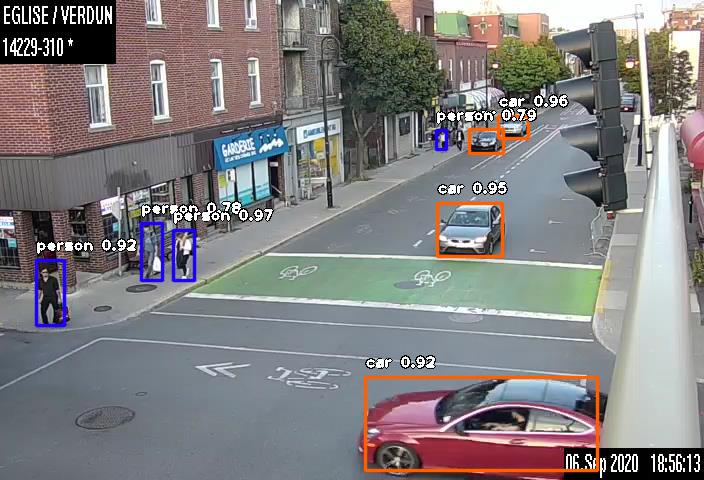 EGLISE / VERDUN
14229-310 *
car 0.96
person 0.79
car 0.95
person 0.78
person 0.97
person 0.92
GARDERIE
car 0.92
06 Sep 2020 18:56:13